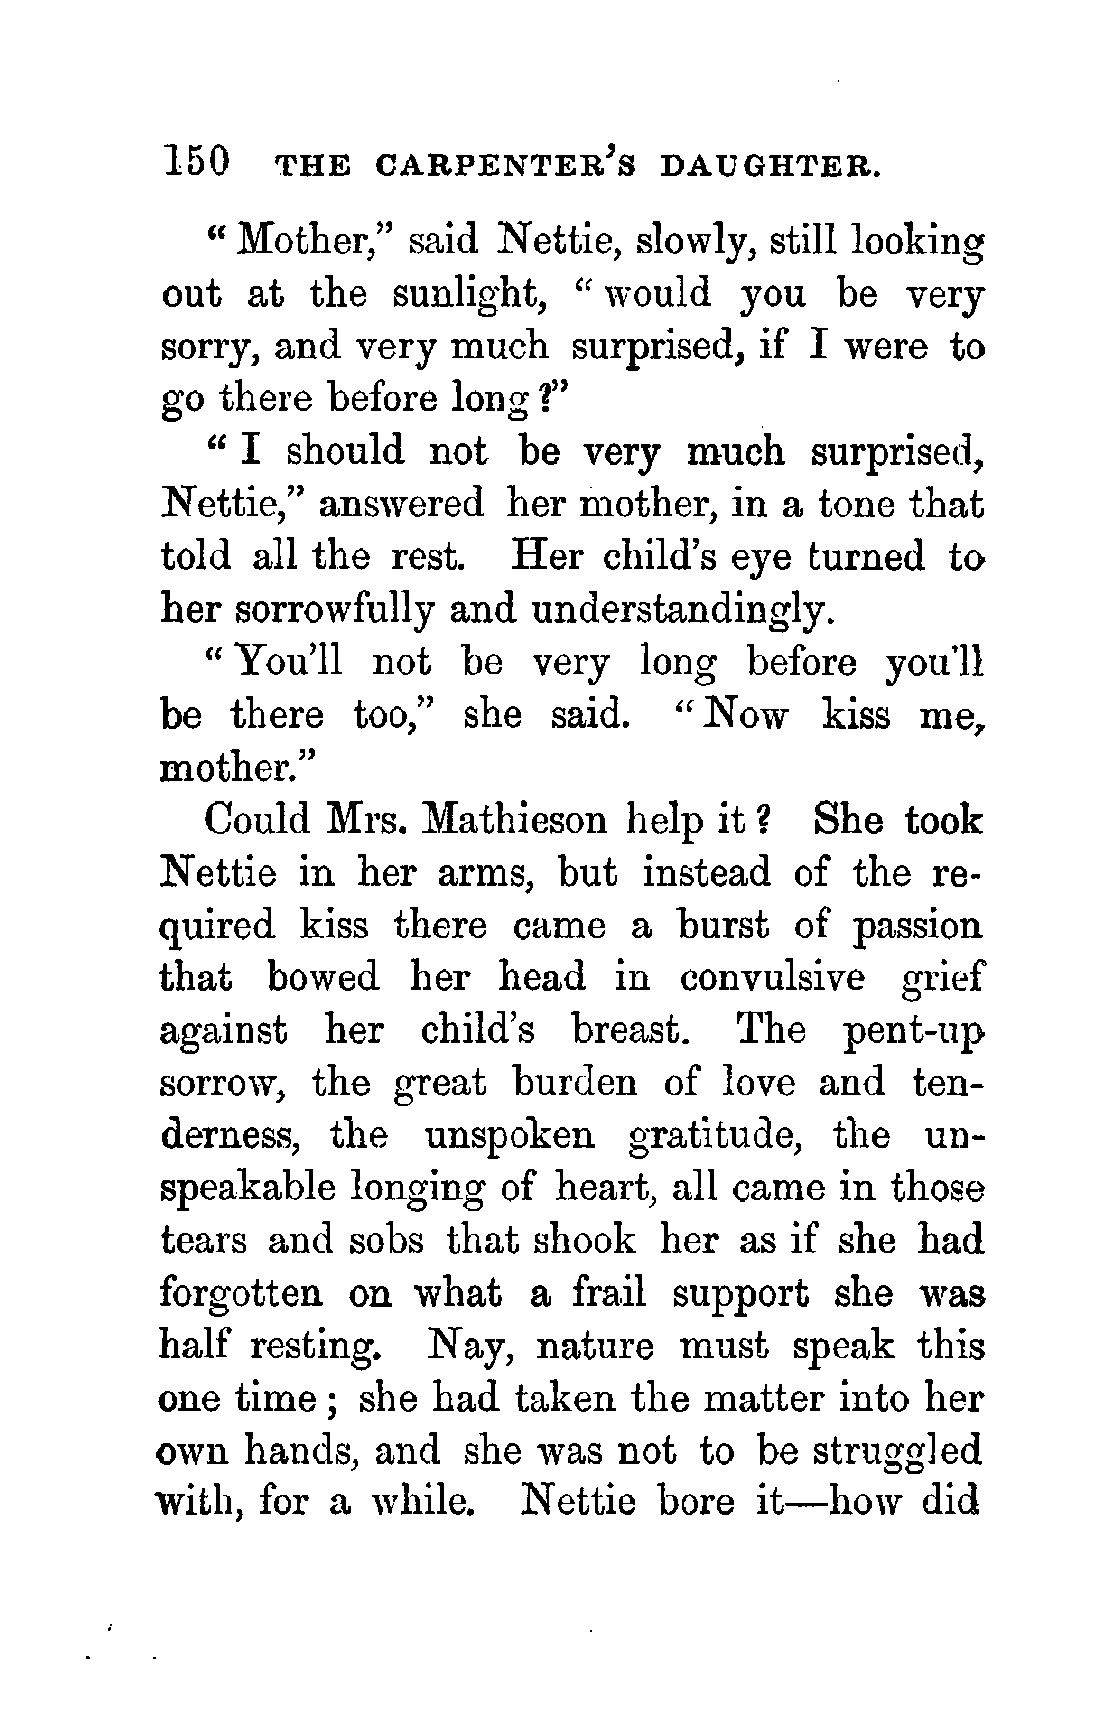 150 THE CARPENTER'S DAUGHTER.
" Mother," said Nettie, slowly, still looking
out at the sunlight, " would you be very
sorry, and very much surprised, if I were to
go there before long?"
" I should not be very much surprised,
Nettie," answered her mother, in a tone that
told all the rest. Her child's eye turned to
her sorrowfully and understandingly.
" You'll not be very long before you'll
be there too," she said. " Now kiss me,
mother."
Could Mrs. Mathieson help it? She took
Nettie in her arms, but instead of the re-
quired kiss there came a burst of passion
that bowed her head in convulsive grief
against her child's breast. The pent-up
sorrow, the great burden of love and ten-
derness, the unspoken gratitude, the un-
speakable longing of heart, all came in those
tears and sobs that shook her as if she had
forgotten on what a frail support she was
half resting. Nay, nature must speak this
one time; she had taken the matter into her
own hands, and she was not to be struggled
with, for a while. Nettie bore it—how did